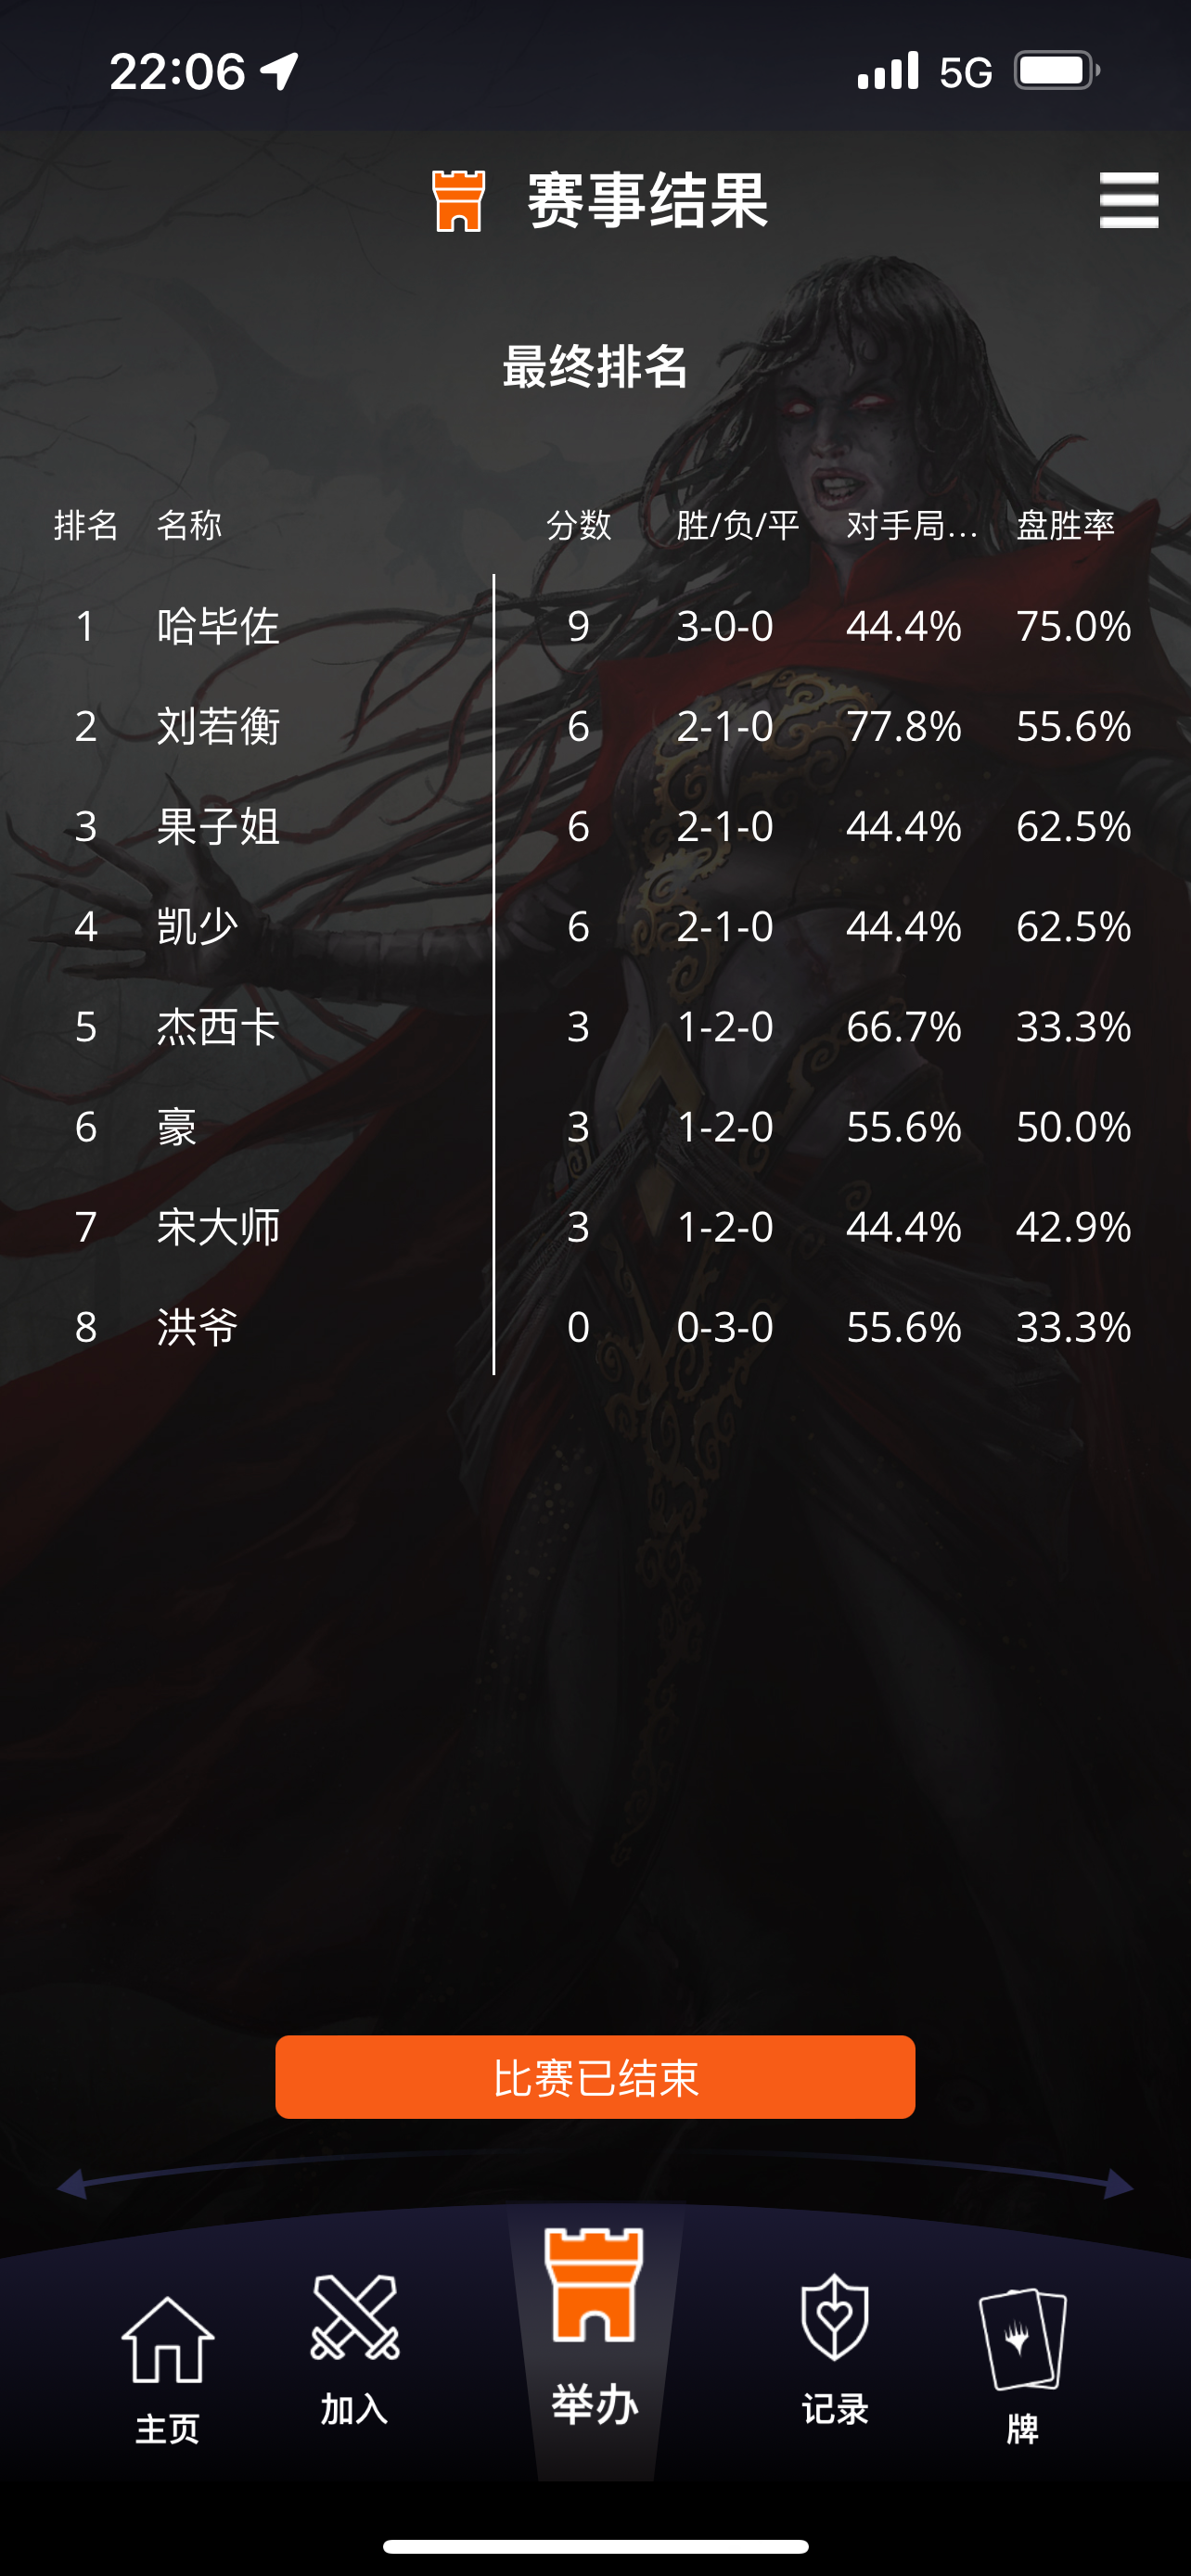 22:06 5G
赛事结果
最终排名
排名 名称 分数 胜/负/平 对手局... 盘胜率
1 哈毕佐 9 3-0-0 44.4% 75.0%
2 刘若衡 6 2-1-0 77.8% 55.6%
3 果子姐 6 2-1-0 44.4% 62.5%
4 凯少 6 2-1-0 44.4% 62.5%
5 杰西卡 3 1-2-0 66.7% 33.3%
6 豪 3 1-2-0 55.6% 50.0%
7 宋大师 3 1-2-0 44.4% 42.9%
8 洪爷 0 0-3-0 55.6% 33.3%
比赛已结束
主页 加入 举办 记录 牌